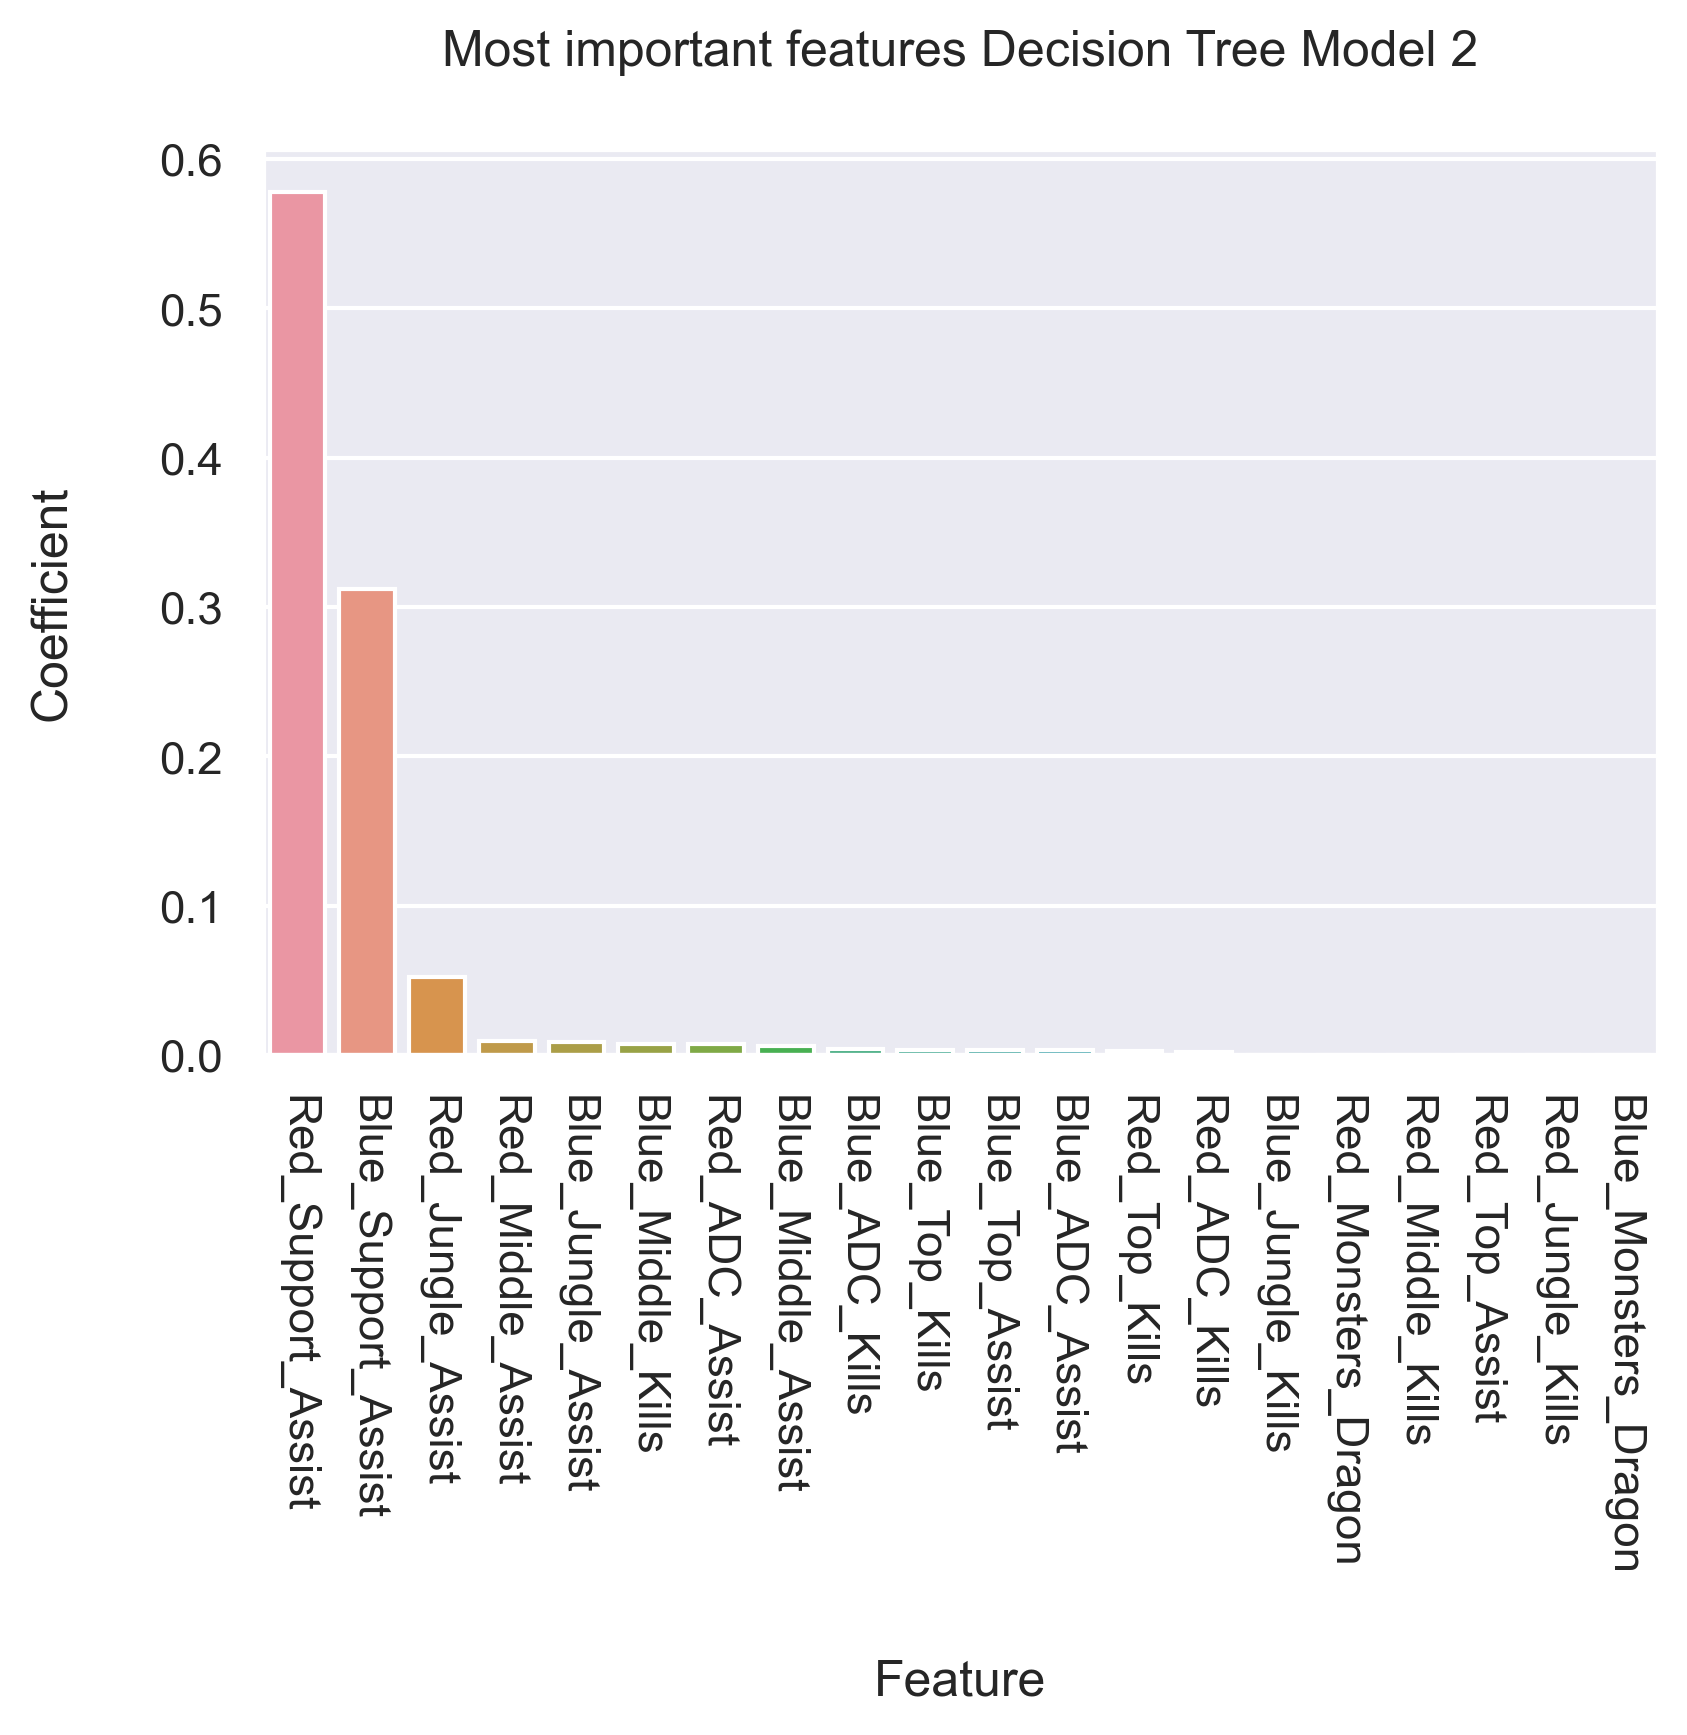 Most important features Decision Tree Model 2
0.6
0.5
0.4
0.3
0.2
0.1
0.0
Coefficient
Red_Support_Assist
Blue_Support_Assist
Red_Jungle_Assist
Red_Middle_Assist
Blue_Jungle_Assist
Blue_Middle_Kills
Red_ADC_Assist
Blue_Middle_Assist
Blue_ADC_Kills
Blue_Top_Kills
Blue_Top_Assist
Blue_ADC_Assist
Red_Top_Kills
Red_ADC_Kills
Blue_Jungle_Kills
Red_Monsters_Dragon
Red_Middle_Kills
Red_Top_Assist
Red_Jungle_Kills
Blue_Monsters_Dragon
Feature